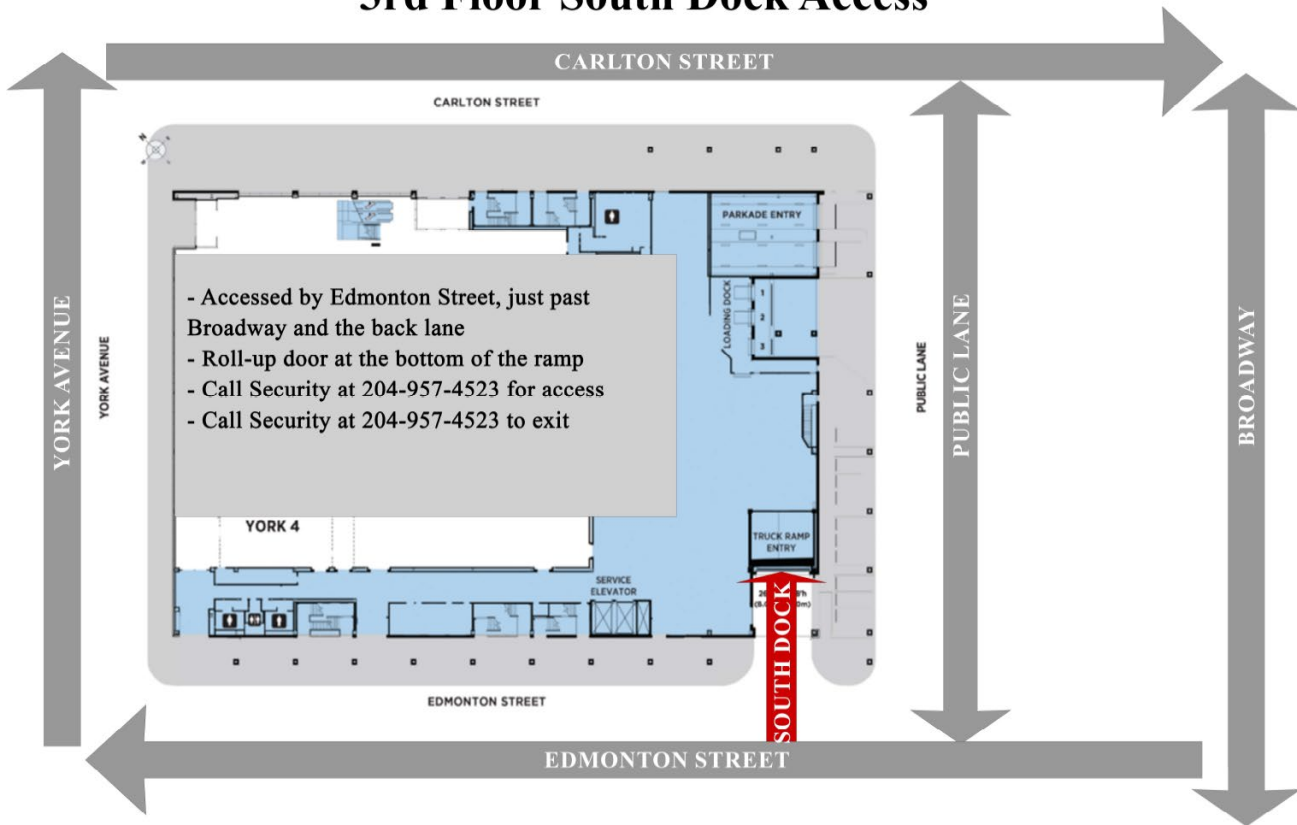 3rd Floor South Dock Access
CARLTON STREET
CARLTON STREET
N
PARKADE ENTRY
LOADING DOCK
1
2
3
- Accessed by Edmonton Street, just past
Broadway and the back lane
- Roll-up door at the bottom of the ramp
- Call Security at 204-957-4523 for access
- Call Security at 204-957-4523 to exit
YORK AVENUE
YORK AVENUE
PUBLIC LANE
PUBLIC LANE
BROADWAY
YORK 4
TRUCK RAMP
ENTRY
SERVICE
ELEVATOR
SOUTH DOCK
EDMONTON STREET
EDMONTON STREET